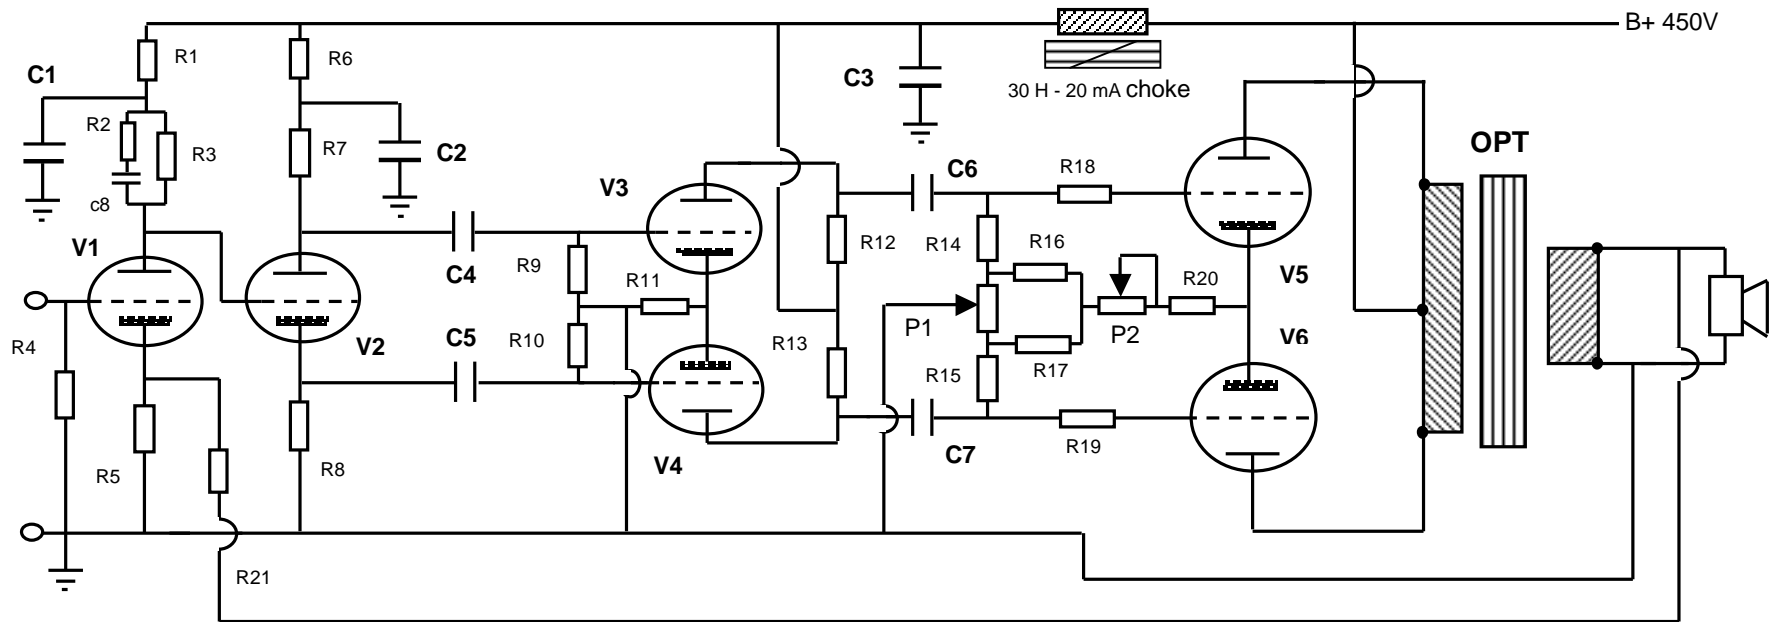 B+ 450V
R1
R6
C1
C3
30 H - 20 mA choke
R2
R3
R7
C2
OPT
c8
V3
C6
R18
V1
C4
R9
R11
R12
R14
R16
R20
V5
R4
V2
C5
R10
R13
P1
P2
V6
R17
R15
R5
R8
V4
C7
R19
R21